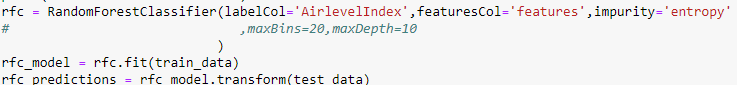 rfc = RandomForestClassifier(labelCol='AirlevelIndex',featuresCol='features',impurity='entropy'
#                              ,maxBins=20,maxDepth=10
                            )
rfc_model = rfc.fit(train_data)
rfc_predictions = rfc_model.transform(test_data)